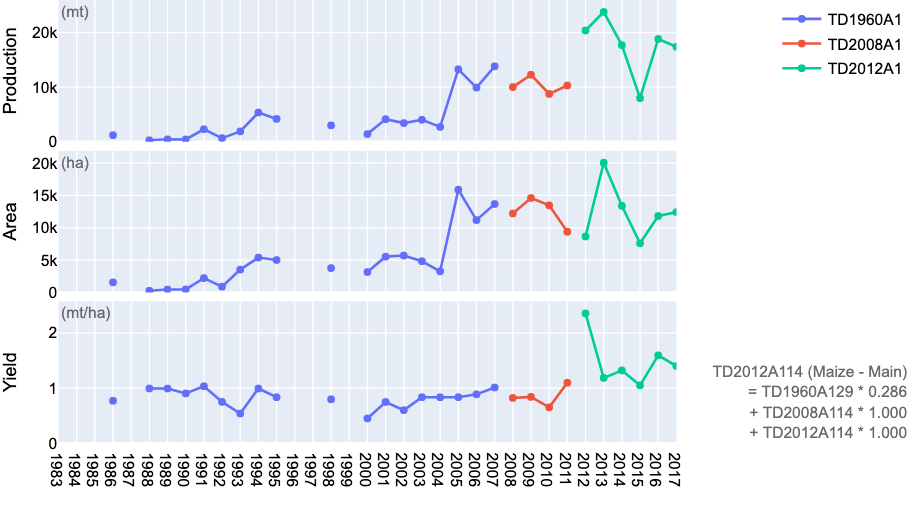 Production
(mt)
20k
10k
0
TD1960A1
TD2008A1
TD2012A1
Area
(ha)
20k
15k
10k
5k
0
Yield
(mt/ha)
2
1
0
1983
1984
1985
1986
1987
1988
1989
1990
1991
1992
1993
1994
1995
1996
1997
1998
1999
2000
2001
2002
2003
2004
2005
2006
2007
2008
2009
2010
2011
2012
2013
2014
2015
2016
2017
TD2012A114 (Maize - Main)
= TD1960A129 * 0.286
+ TD2008A114 * 1.000
+ TD2012A114 * 1.000